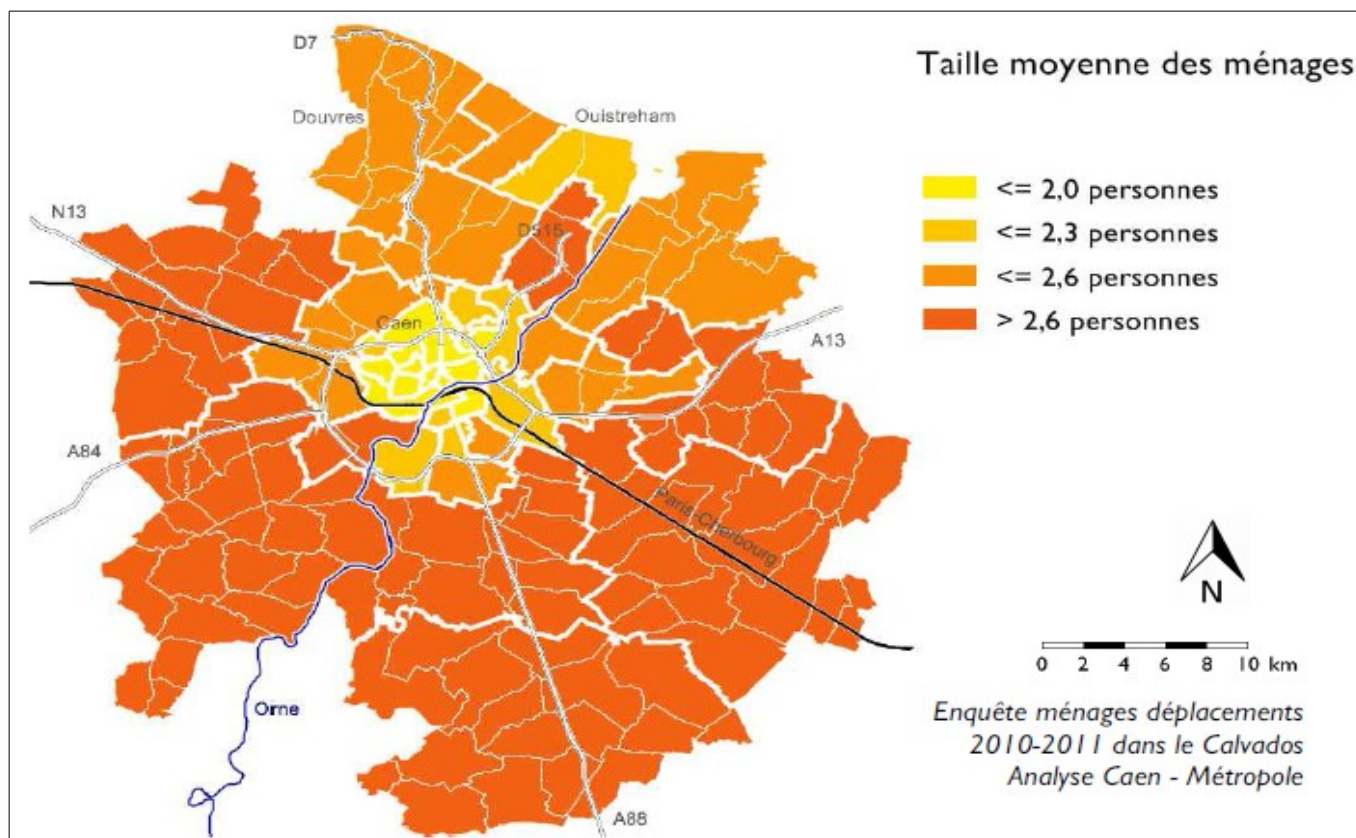 D7
Taille moyenne des ménages
Douvres
Ouistreham
<= 2,0 personnes
N13
D515
<= 2,3 personnes
<= 2,6 personnes
Caen
> 2,6 personnes
A13
A84
Paris-Cherbourg
N
0 2 4 6 8 10 km
Orne
Enquête ménages déplacements
2010-2011 dans le Calvados
Analyse Caen - Métropole
A88